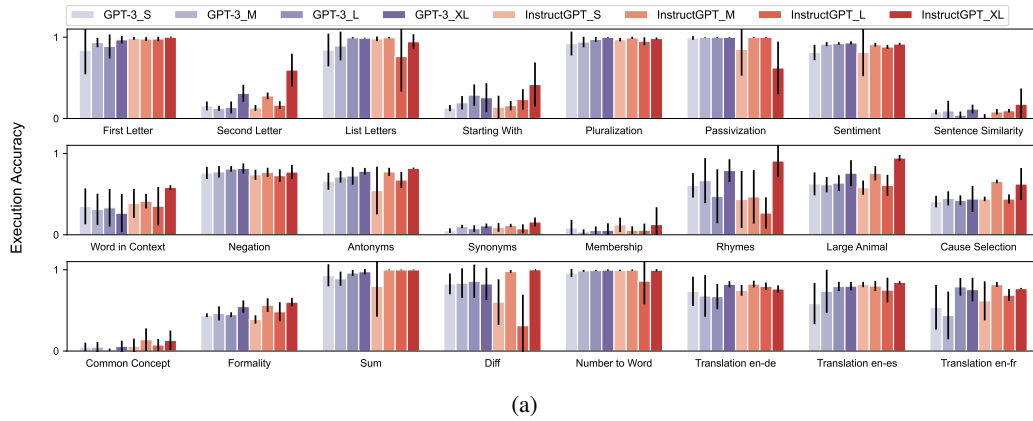 GPT-3_S GPT-3_M GPT-3_L GPT-3_XL InstructGPT_S InstructGPT_M InstructGPT_L InstructGPT_XL
Execution Accuracy
1
0
First Letter Second Letter List Letters Starting With Pluralization Passivization Sentiment Sentence Similarity
1
0
Word in Context Negation Antonyms Synonyms Membership Rhymes Large Animal Cause Selection
1
0
Common Concept Formality Sum Diff Number to Word Translation en-de Translation en-es Translation en-fr
(a)